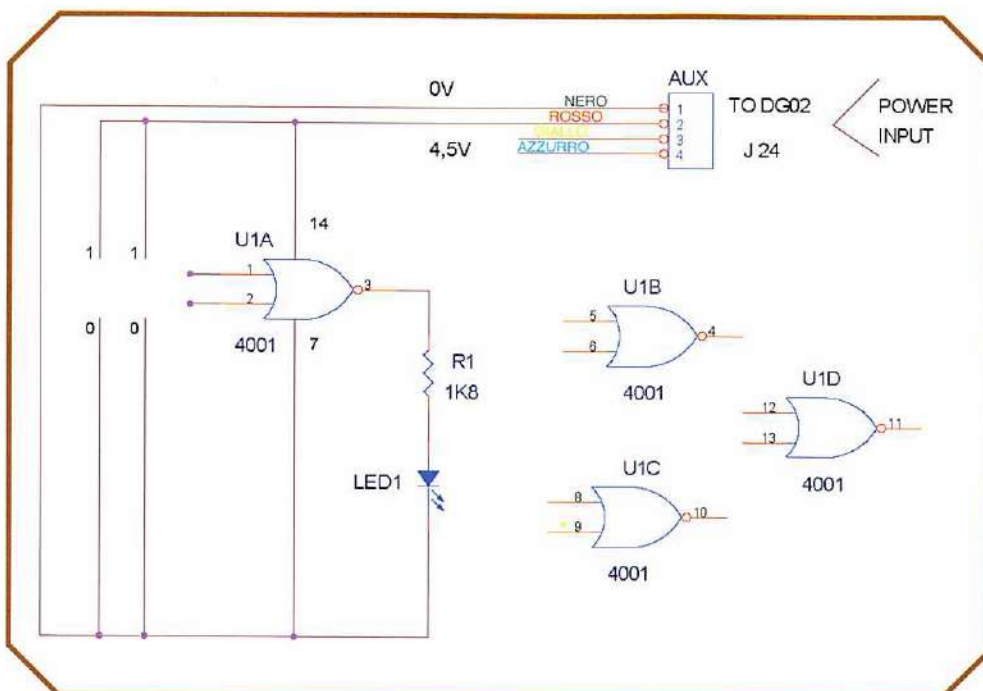 AUX
0V
NERO
1
TO DG02
POWER
ROSSO
2
GIALLO
3
INPUT
4,5V
AZZURRO
4
J 24
14
U1A
1
1
1
3
2
0
0
4001
7
U1B
5
4
6
R1
1K8
4001
U1D
12
11
13
LED1
U1C
4001
8
10
9
4001